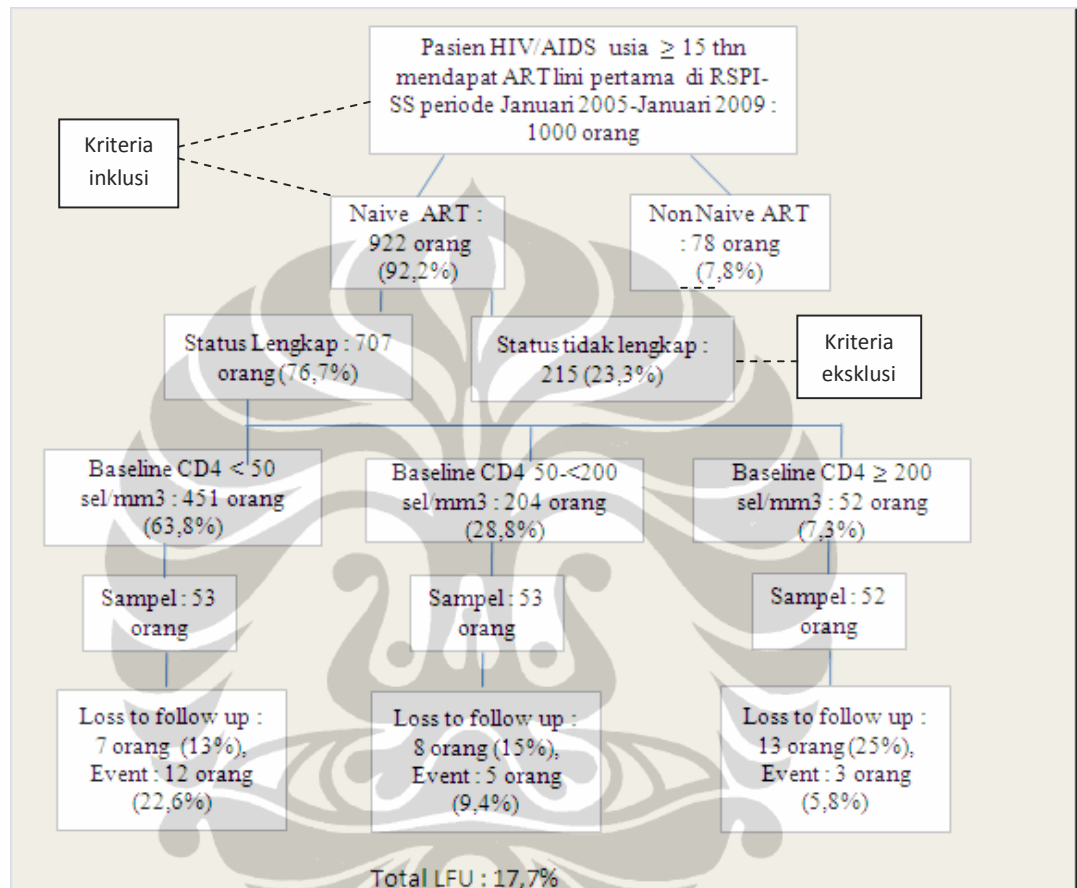 Pasien HIV/AIDS usia ≥ 15 thn
mendapat ART lini pertama di RSPI-
SS periode Januari 2005-Januari 2009 :
1000 orang
Kriteria
inklusi
Naive ART :
922 orang
(92,2%)
Non Naive ART
: 78 orang
(7,8%)
Status Lengkap : 707
orang (76,7%)
Status tidak lengkap :
215 (23,3%)
Kriteria
eksklusi
Baseline CD4 < 50
sel/mm3 : 451 orang
(63,8%)
Baseline CD4 50-<200
sel/mm3 : 204 orang
(28,8%)
Baseline CD4 ≥ 200
sel/mm3 : 52 orang
(7,3%)
Sampel : 53
orang
Sampel : 53
orang
Sampel : 52
orang
Loss to follow up :
7 orang (13%),
Event : 12 orang
(22,6%)
Loss to follow up :
8 orang (15%),
Event : 5 orang
(9,4%)
Loss to follow up :
13 orang (25%),
Event : 3 orang
(5,8%)
Total LFU : 17,7%